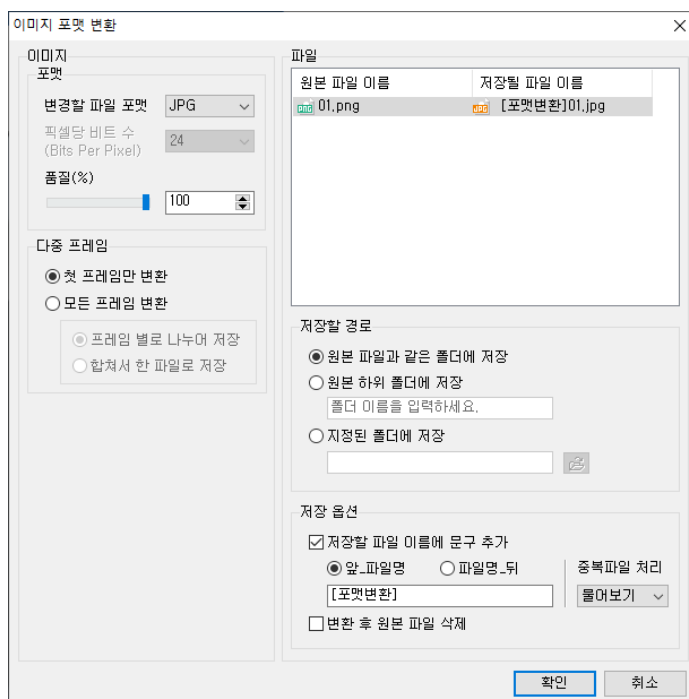 이미지 포맷 변환
이미지
포맷
변경할 파일 포맷 JPG
픽셀당 비트 수
(Bits Per Pixel) 24
품질(%)
100
다중 프레임
첫 프레임만 변환
모든 프레임 변환
프레임 별로 나누어 저장
합쳐서 한 파일로 저장
파일
원본 파일 이름 저장될 파일 이름
01.png [포맷변환]01.jpg
저장할 경로
원본 파일과 같은 폴더에 저장
원본 하위 폴더에 저장
폴더 이름을 입력하세요.
지정된 폴더에 저장
저장 옵션
저장할 파일 이름에 문구 추가
앞_파일명 파일명_뒤
[포맷변환]
중복파일 처리
물어보기
변환 후 원본 파일 삭제
확인 취소